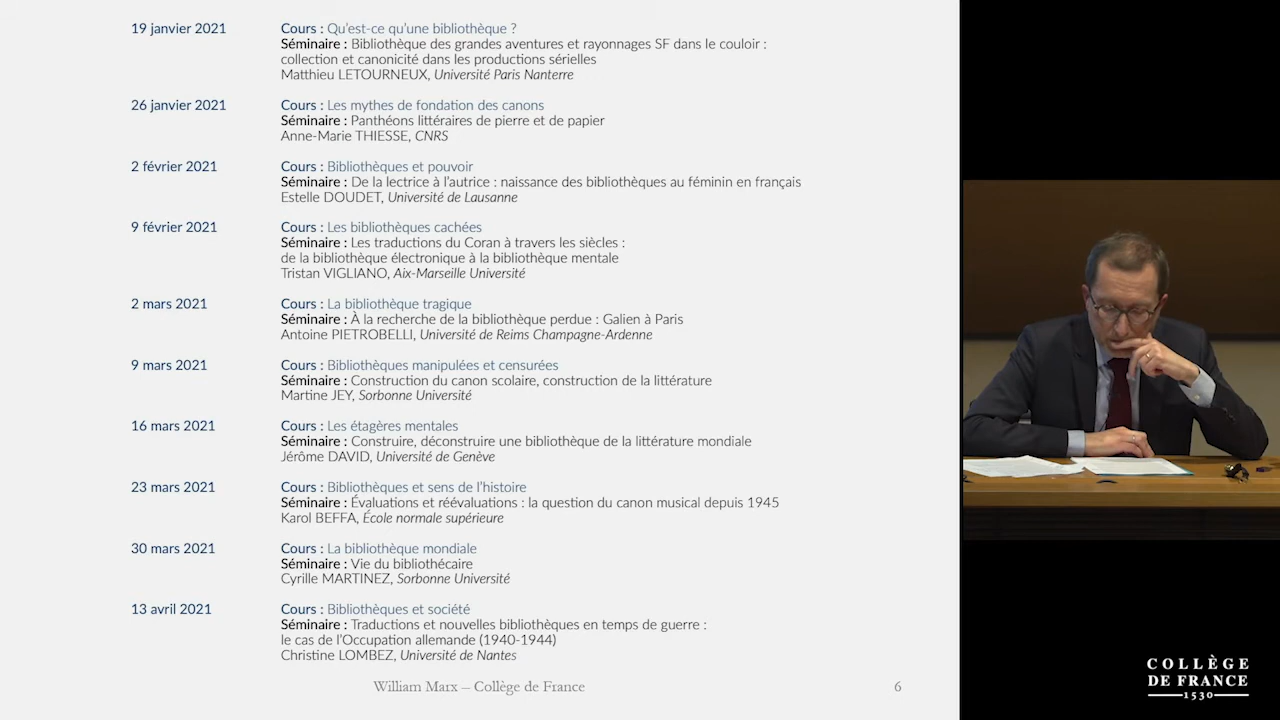 19 janvier 2021 Cours : Qu'est-ce qu'une bibliothèque ?
Séminaire : Bibliothèque des grandes aventures et rayonnages SF dans le couloir :
collection et canonicité dans les productions sérielles
Matthieu LETOURNEUX, Université Paris Nanterre
26 janvier 2021 Cours : Les mythes de fondation des canons
Séminaire : Panthéons littéraires de pierre et de papier
Anne-Marie THIESSE, CNRS
2 février 2021 Cours : Bibliothèques et pouvoir
Séminaire : De la lectrice à l'autrice : naissance des bibliothèques au féminin en français
Estelle DOUDET, Université de Lausanne
9 février 2021 Cours : Les bibliothèques cachées
Séminaire : Les traductions du Coran à travers les siècles :
de la bibliothèque électronique à la bibliothèque mentale
Tristan VIGLIANO, Aix-Marseille Université
2 mars 2021 Cours : La bibliothèque tragique
Séminaire : À la recherche de la bibliothèque perdue : Galien à Paris
Antoine PIETROBELLI, Université de Reims Champagne-Ardenne
9 mars 2021 Cours : Bibliothèques manipulées et censurées
Séminaire : Construction du canon scolaire, construction de la littérature
Martine JEY, Sorbonne Université
16 mars 2021 Cours : Les étagères mentales
Séminaire : Construire, déconstruire une bibliothèque de la littérature mondiale
Jérôme DAVID, Université de Genève
23 mars 2021 Cours : Bibliothèques et sens de l'histoire
Séminaire : Évaluations et réévaluations : la question du canon musical depuis 1945
Karol BEFFA, École normale supérieure
30 mars 2021 Cours : La bibliothèque mondiale
Séminaire : Vie du bibliothécaire
Cyrille MARTINEZ, Sorbonne Université
13 avril 2021 Cours : Bibliothèques et société
Séminaire : Traductions et nouvelles bibliothèques en temps de guerre :
le cas de l'Occupation allemande (1940-1944)
Christine LOMBEZ, Université de Nantes
William Marx – Collège de France 6
COLLÈGE
DE FRANCE
1530